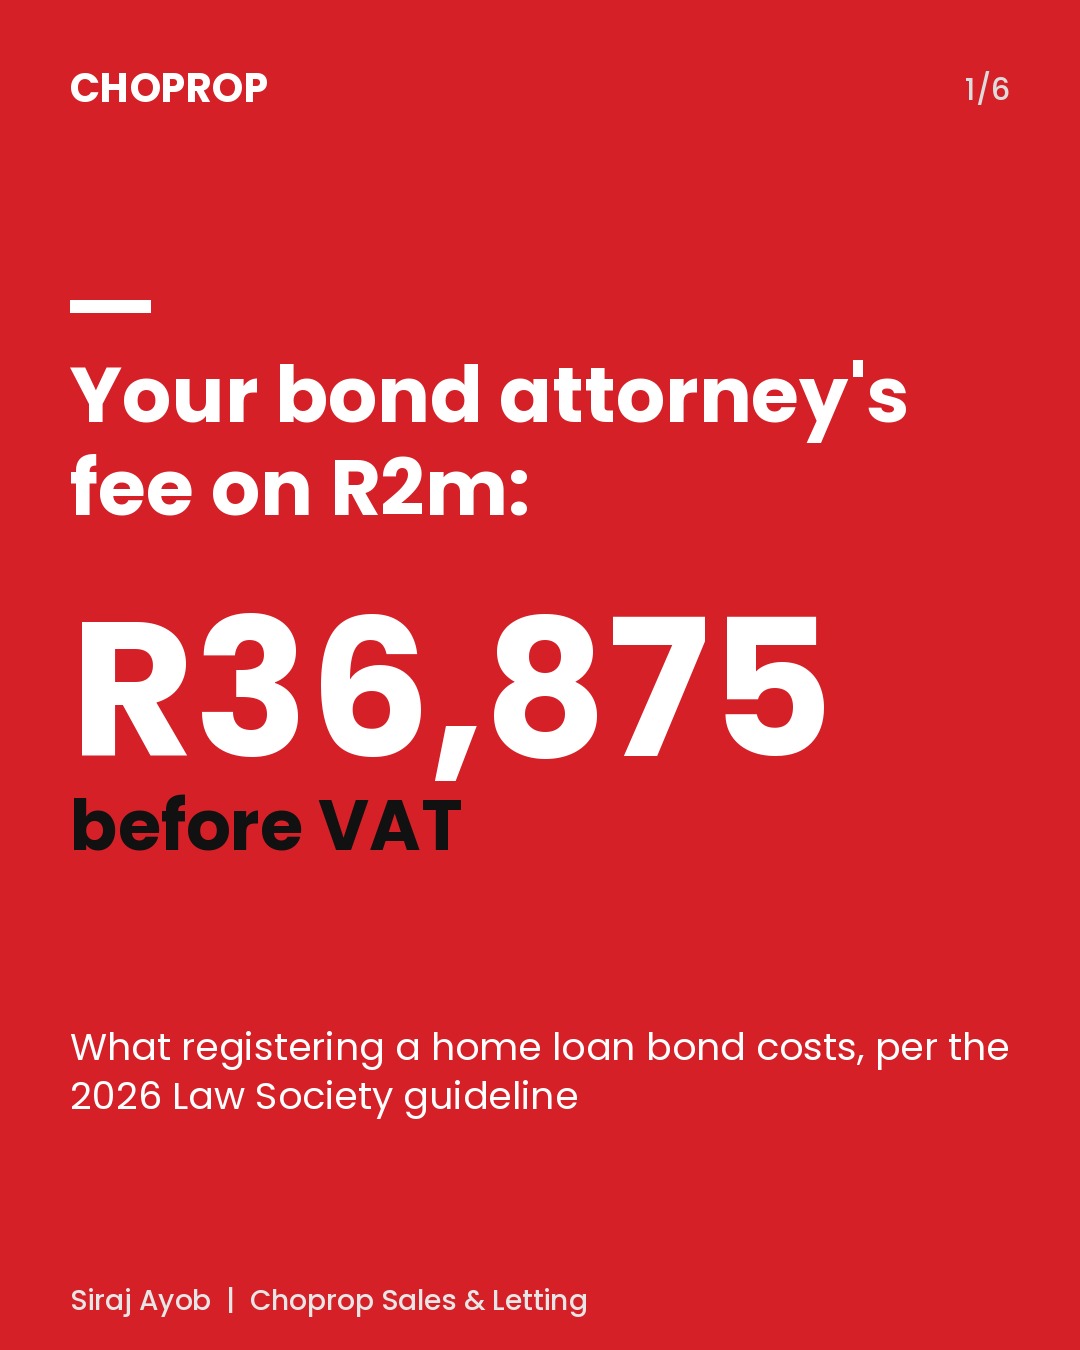 CHOPROP
1/6
Your bond attorney's
fee on R2m:
R36,875
before VAT
What registering a home loan bond costs, per the
2026 Law Society guideline
Siraj Ayob | Choprop Sales & Letting